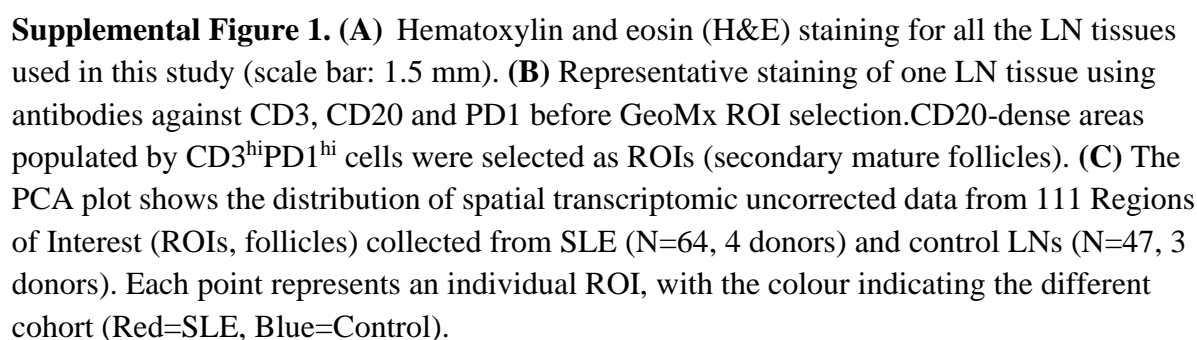 Supplemental Figure 1. (A) Hematoxylin and eosin (H&E) staining for all the LN tissues
used in this study (scale bar: 1.5 mm). (B) Representative staining of one LN tissue using
antibodies against CD3, CD20 and PD1 before GeoMx ROI selection.CD20-dense areas
populated by CD3hiPD1hi cells were selected as ROIs (secondary mature follicles). (C) The
PCA plot shows the distribution of spatial transcriptomic uncorrected data from 111 Regions
of Interest (ROIs, follicles) collected from SLE (N=64, 4 donors) and control LNs (N=47, 3
donors). Each point represents an individual ROI, with the colour indicating the different
cohort (Red=SLE, Blue=Control).